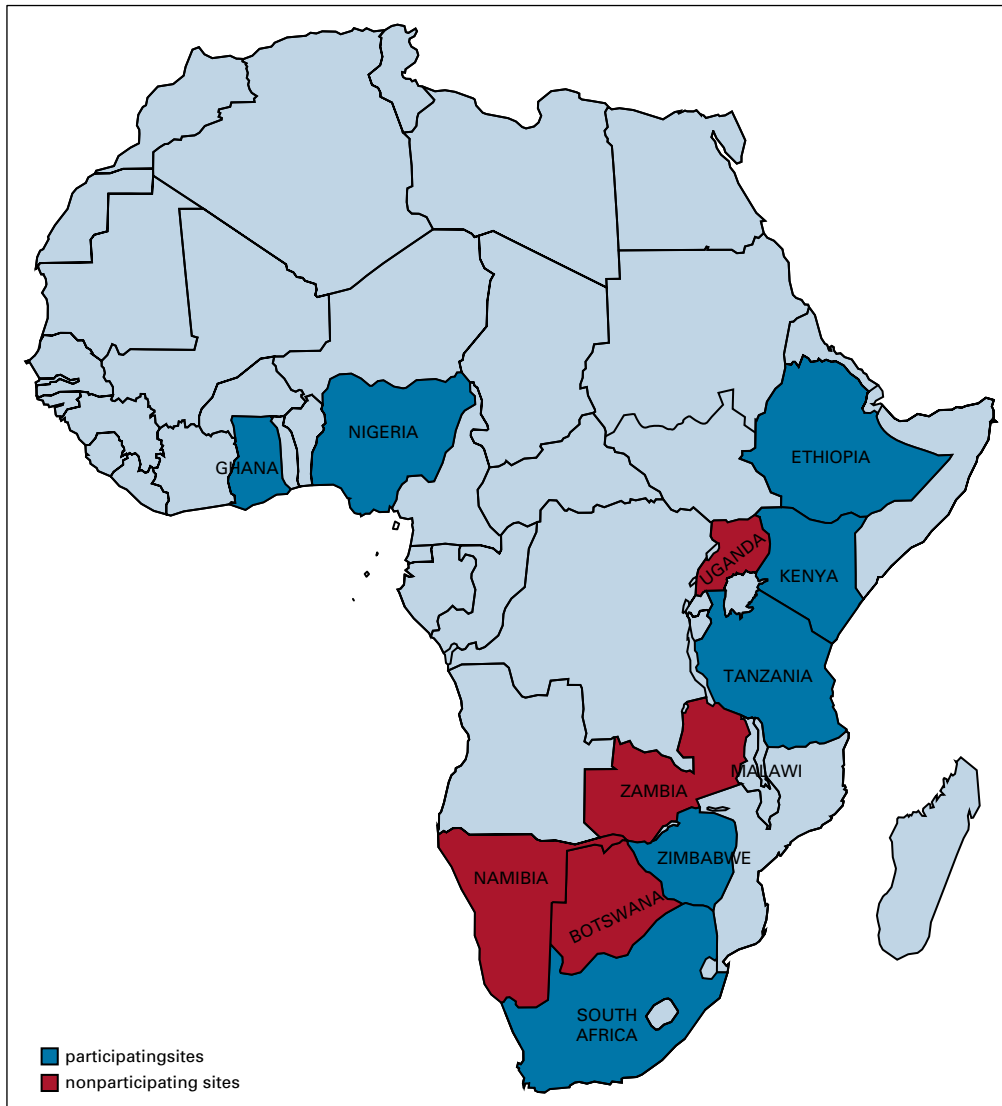 NIGERIA
GHANA
ETHIOPIA
UGANDA
KENYA
TANZANIA
MALAWI
ZAMBIA
ZIMBABWE
NAMIBIA
BOTSWANA
SOUTH
AFRICA
participatingsites
nonparticipating sites